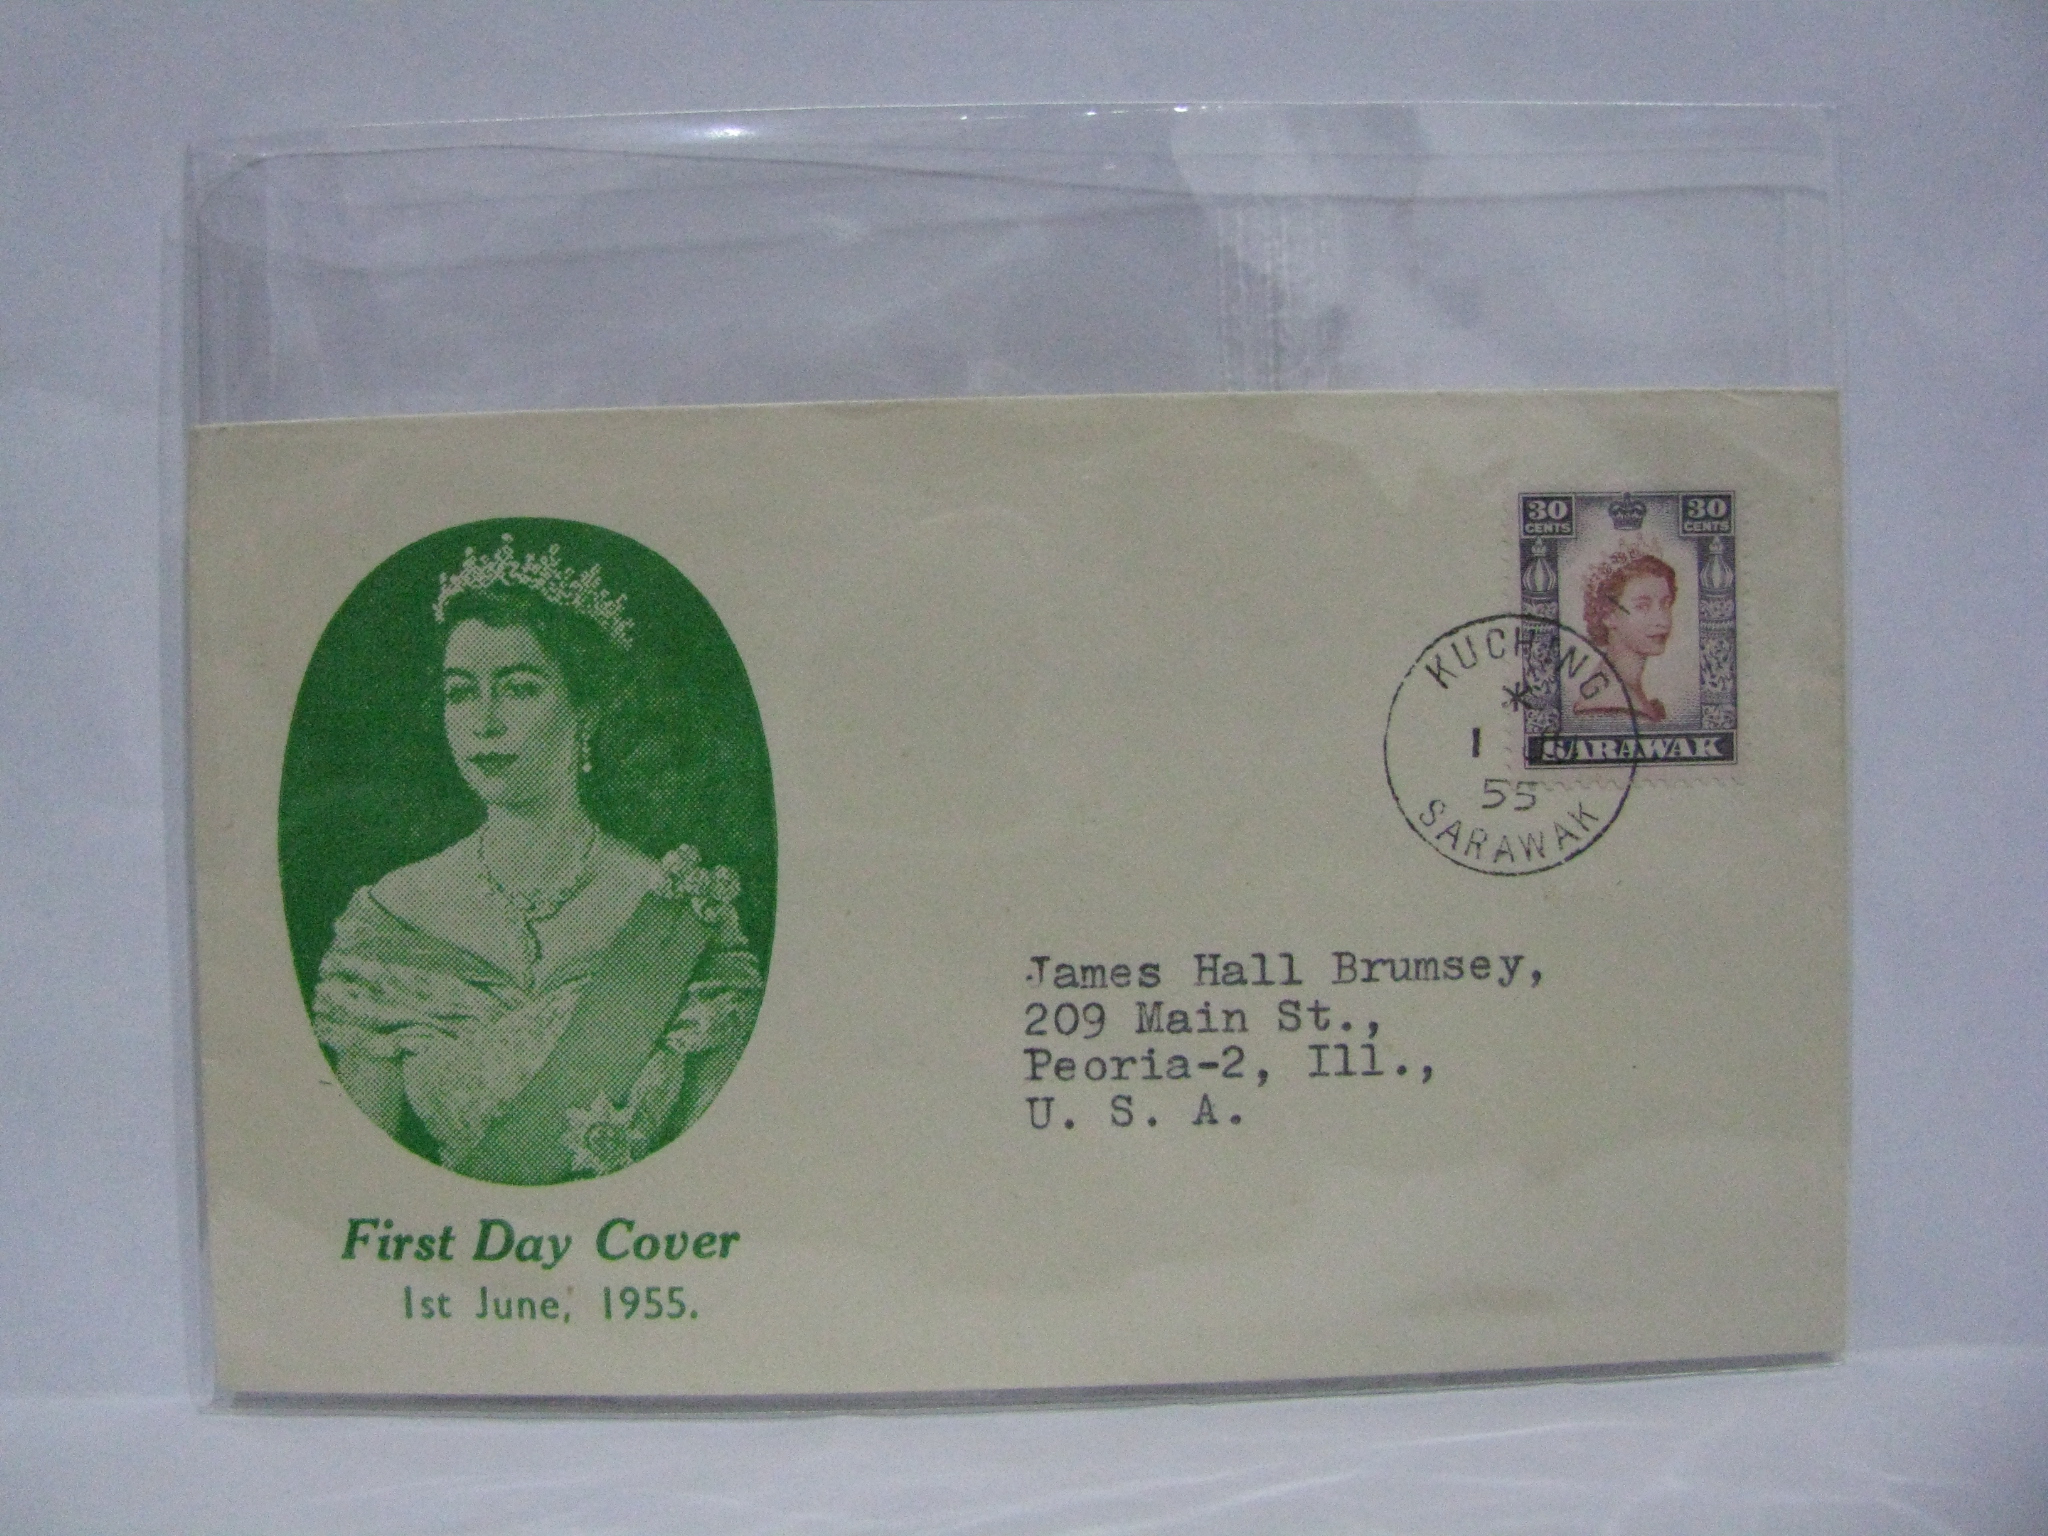 30 CENTS
30 CENTS
SARAWAK
KUCHING
*
1
55
SARAWAK
James Hall Brumsey,
209 Main St.,
Peoria-2, Ill.,
U. S. A.
First Day Cover
1st June, 1955.